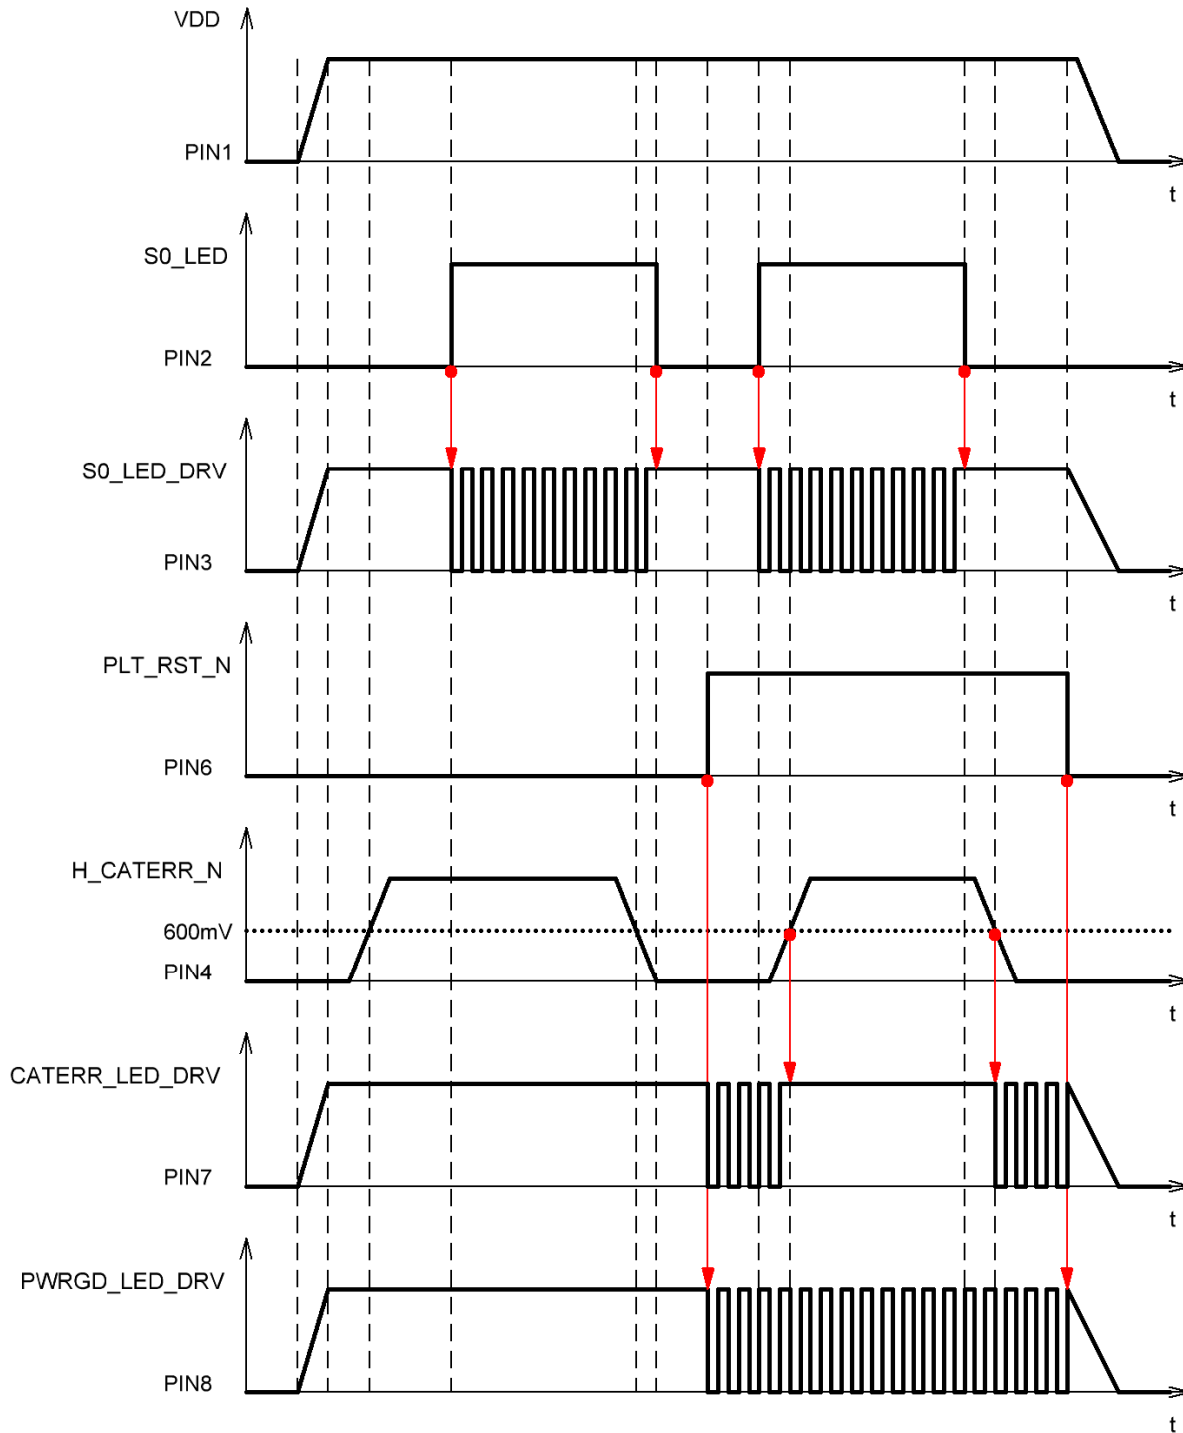 VDD
PIN1
t
S0_LED
PIN2
t
S0_LED_DRV
PIN3
t
PLT_RST_N
PIN6
t
H_CATERR_N
600mV
PIN4
t
CATERR_LED_DRV
PIN7
t
PWRGD_LED_DRV
PIN8
t